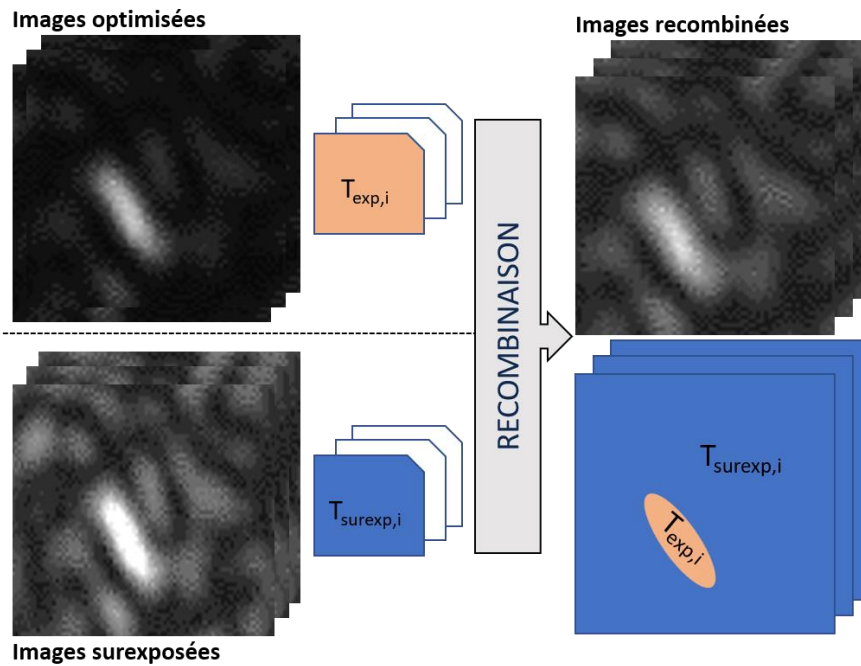 Images optimisées
Images recombinées
T_exp,i
RECOMBINAISON
T_surexp,i
T_surexp,i
T_exp,i
Images surexposées